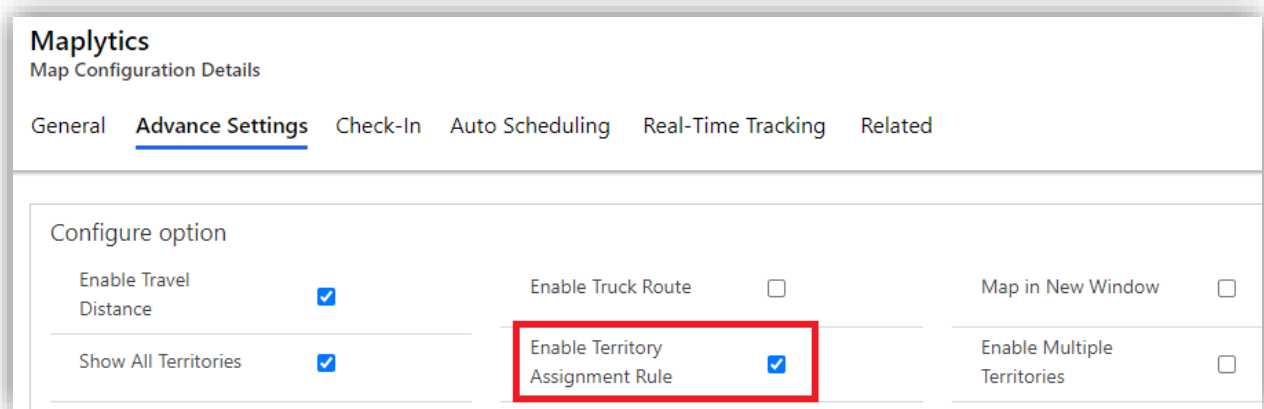 Maplytics
Map Configuration Details
General Advance Settings Check-In Auto Scheduling Real-Time Tracking Related
Configure option
Enable Travel
Distance
Enable Truck Route
Map in New Window
Show All Territories
Enable Territory
Assignment Rule
Enable Multiple
Territories